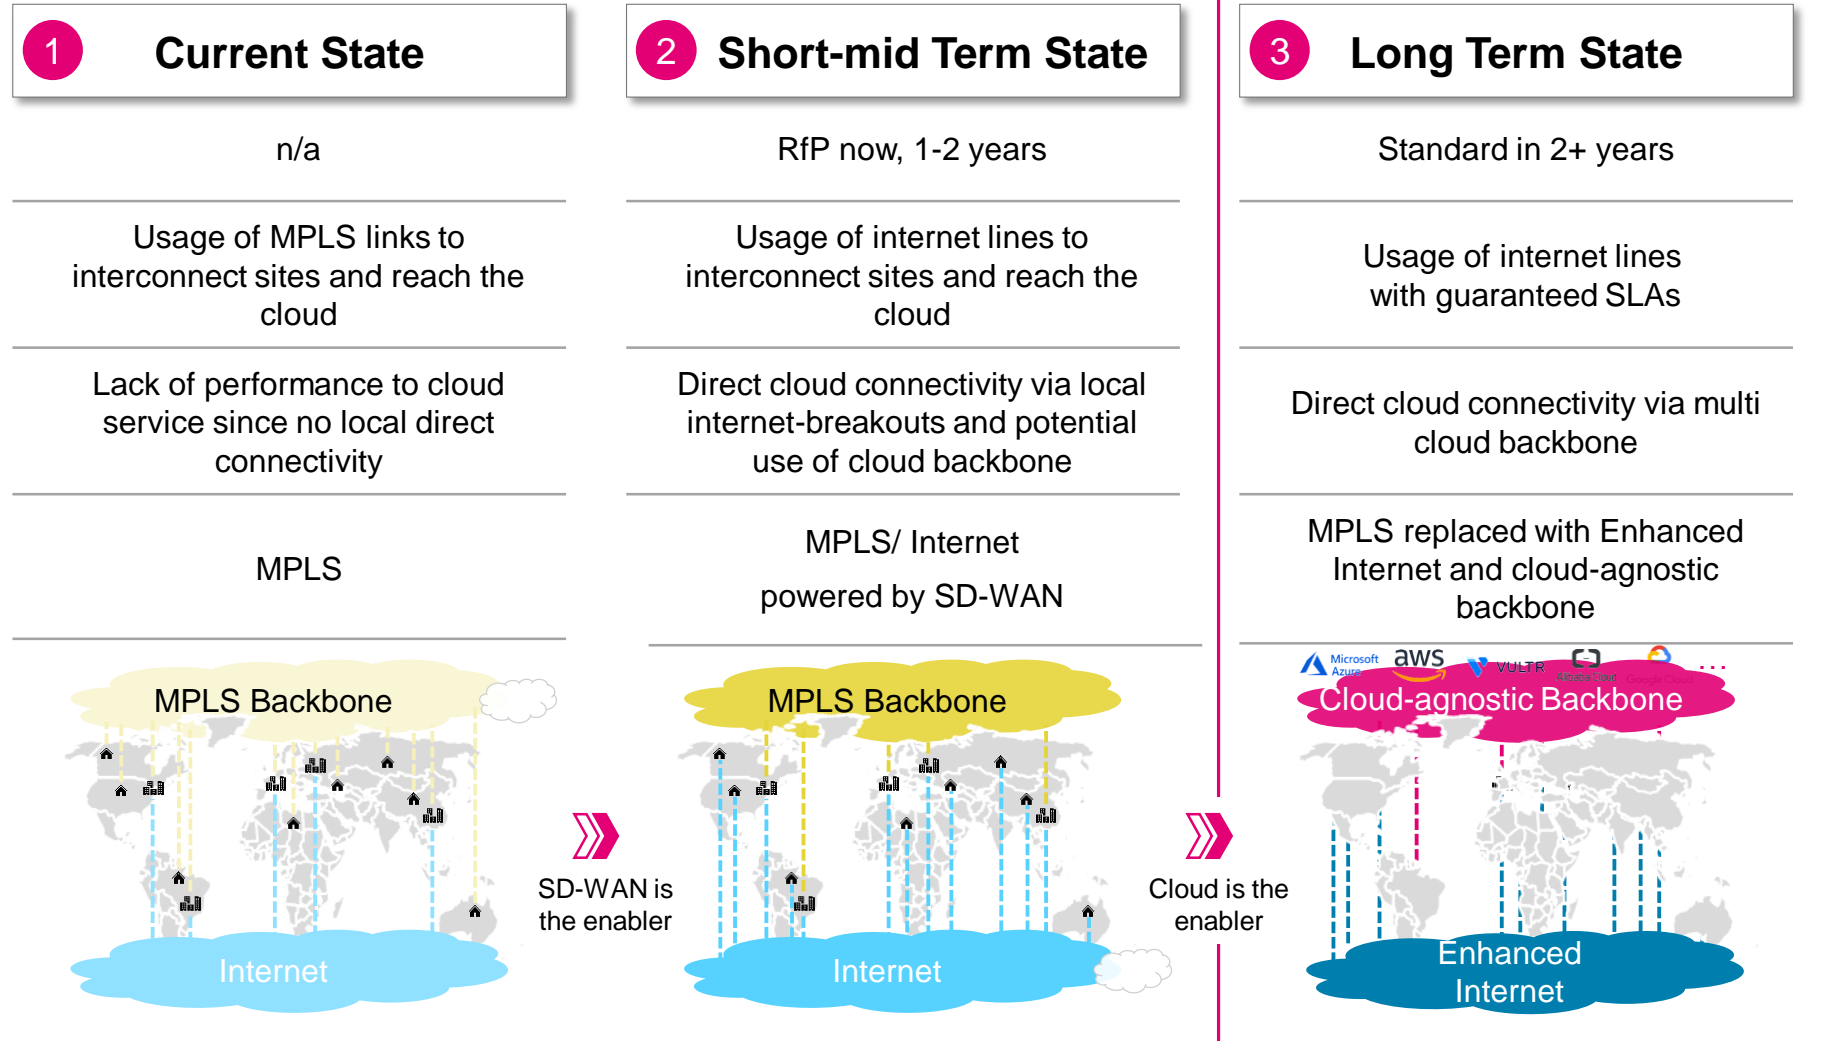 1
Current State
n/a
Usage of MPLS links to
interconnect sites and reach the
cloud
Lack of performance to cloud
service since no local direct
connectivity
MPLS
MPLS Backbone
Internet
SD-WAN is
the enabler
2
Short-mid Term State
RfP now, 1-2 years
Usage of internet lines to
interconnect sites and reach the
cloud
Direct cloud connectivity via local
internet-breakouts and potential
use of cloud backbone
MPLS/ Internet
powered by SD-WAN
MPLS Backbone
Internet
Cloud is the
enabler
3
Long Term State
Standard in 2+ years
Usage of internet lines
with guaranteed SLAs
Direct cloud connectivity via multi
cloud backbone
MPLS replaced with Enhanced
Internet and cloud-agnostic
backbone
Microsoft
Azure
aws
VULTR
Alibaba Cloud
Google Cloud
...
Cloud-agnostic Backbone
Enhanced
Internet